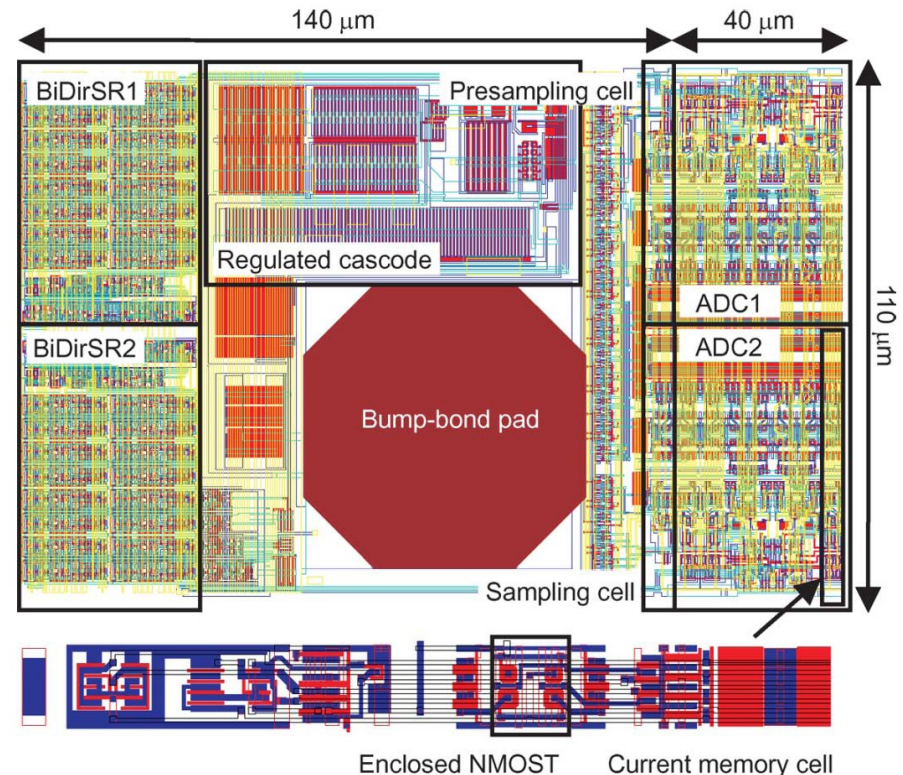 140 μm
40 μm
BiDirSR1
Presampling cell
Regulated cascode
ADC1
110 μm
BiDirSR2
ADC2
Bump-bond pad
Sampling cell
Enclosed NMOST
Current memory cell